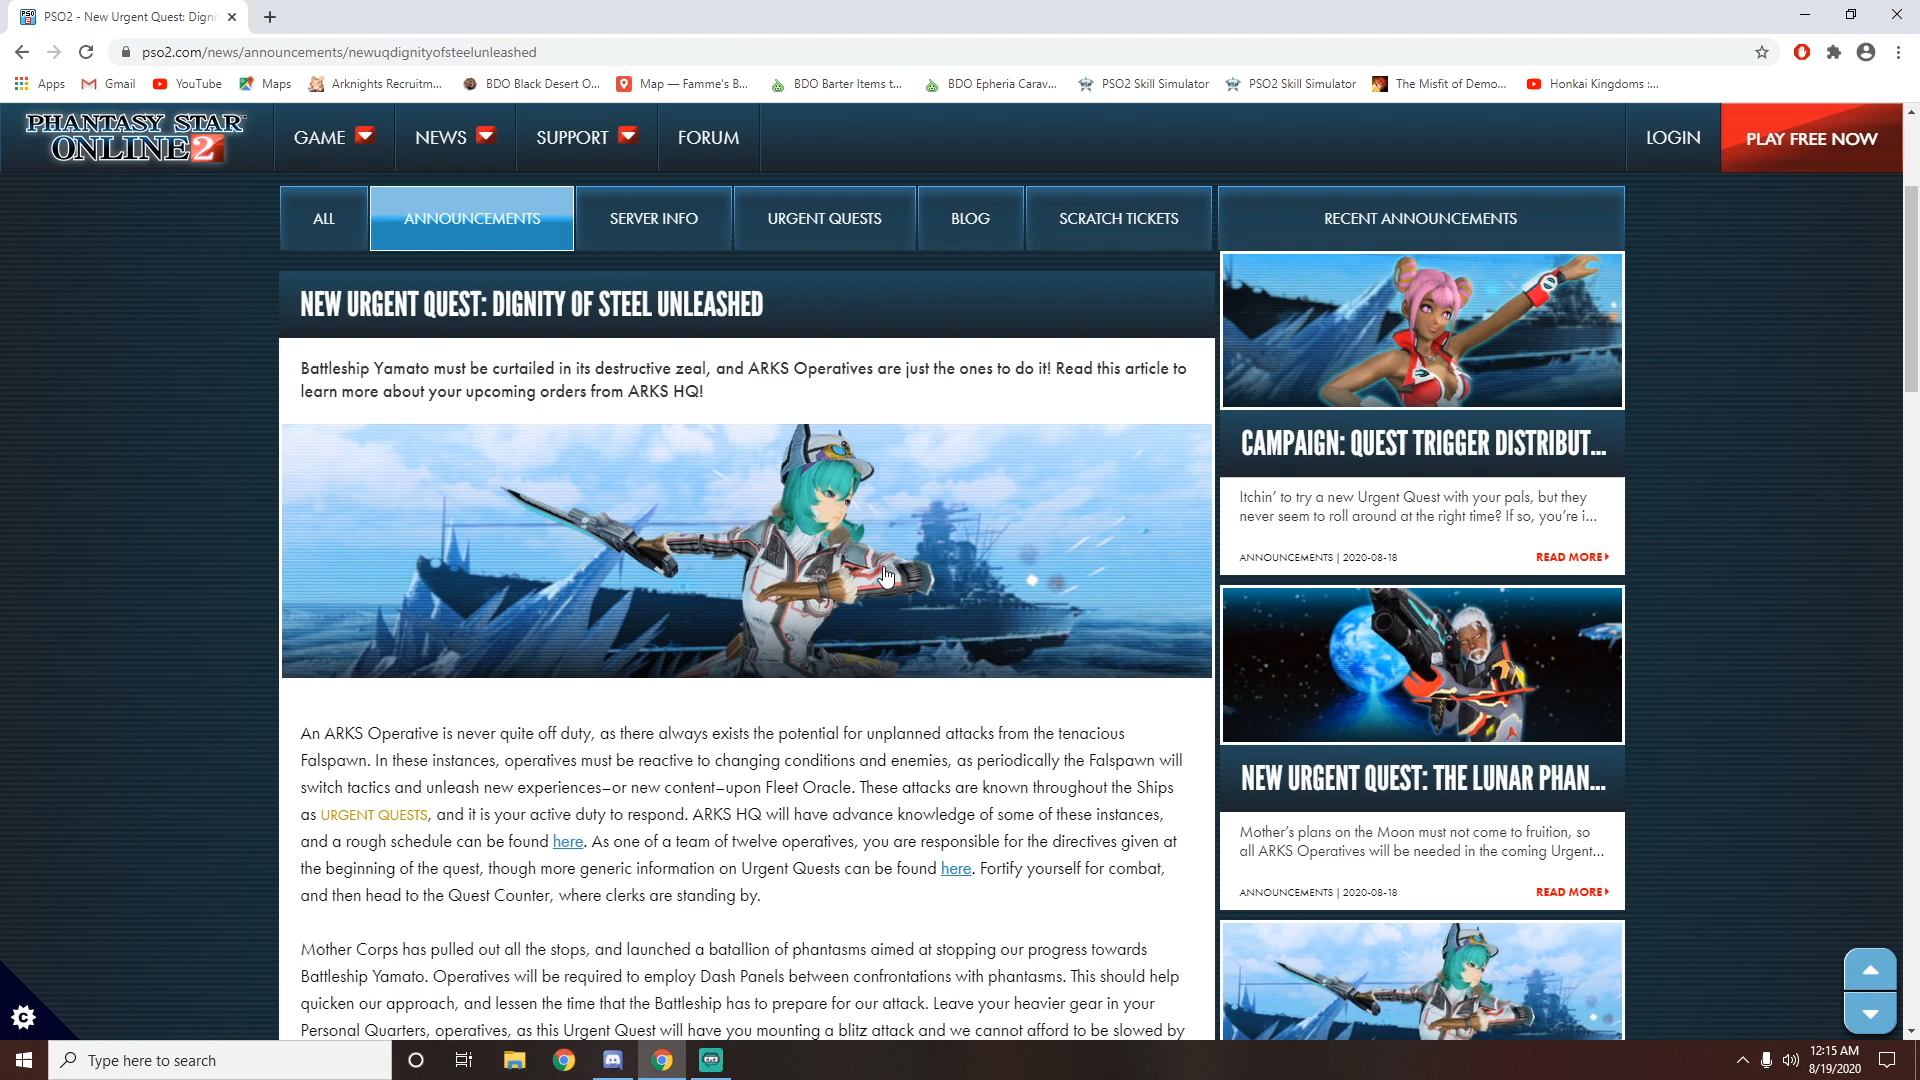 PSO2 - New Urgent Quest: Digni
pso2.com/news/announcements/newuqdignityofsteelunleashed
Apps
Gmail
YouTube
Maps
Arknights Recruitm...
BDO Black Desert O...
Map — Famme's B...
BDO Barter Items t...
BDO Epheria Carav...
PSO2 Skill Simulator
PSO2 Skill Simulator
The Misfit of Demo...
Honkai Kingdoms :...
PHANTASY STAR
ONLINE 2
GAME
NEWS
SUPPORT
FORUM
LOGIN
PLAY FREE NOW
ALL
ANNOUNCEMENTS
SERVER INFO
URGENT QUESTS
BLOG
SCRATCH TICKETS
RECENT ANNOUNCEMENTS
NEW URGENT QUEST: DIGNITY OF STEEL UNLEASHED
Battleship Yamato must be curtailed in its destructive zeal, and ARKS Operatives are just the ones to do it! Read this article to
learn more about your upcoming orders from ARKS HQ!
An ARKS Operative is never quite off duty, as there always exists the potential for unplanned attacks from the tenacious
Falspawn. In these instances, operatives must be reactive to changing conditions and enemies, as periodically the Falspawn will
switch tactics and unleash new experiences–or new content–upon Fleet Oracle. These attacks are known throughout the Ships
as URGENT QUESTS, and it is your active duty to respond. ARKS HQ will have advance knowledge of some of these instances,
and a rough schedule can be found here. As one of a team of twelve operatives, you are responsible for the directives given at
the beginning of the quest, though more generic information on Urgent Quests can be found here. Fortify yourself for combat,
and then head to the Quest Counter, where clerks are standing by.
Mother Corps has pulled out all the stops, and launched a batallion of phantasms aimed at stopping our progress towards
Battleship Yamato. Operatives will be required to employ Dash Panels between confrontations with phantasms. This should help
quicken our approach, and lessen the time that the Battleship has to prepare for our attack. Leave your heavier gear in your
Personal Quarters, operatives, as this Urgent Quest will have you mounting a blitz attack and we cannot afford to be slowed by
CAMPAIGN: QUEST TRIGGER DISTRIBUT...
Itchin' to try a new Urgent Quest with your pals, but they
never seem to roll around at the right time? If so, you're i...
ANNOUNCEMENTS | 2020-08-18
READ MORE
NEW URGENT QUEST: THE LUNAR PHAN...
Mother's plans on the Moon must not come to fruition, so
all ARKS Operatives will be needed in the coming Urgent...
ANNOUNCEMENTS | 2020-08-18
READ MORE
Type here to search
12:15 AM
8/19/2020